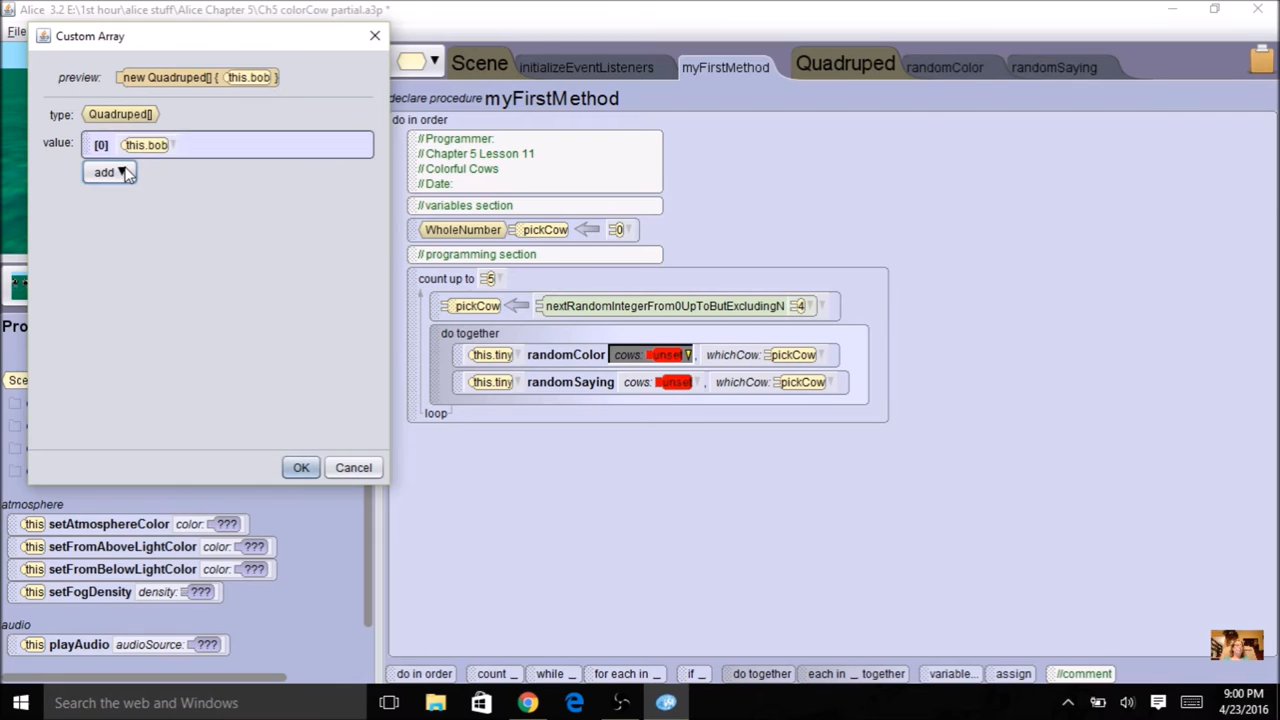 Alice 3.2 E:\1st hour\alice stuff\Alice Chapter 5\Ch5 colorCow partial.a3p *
File
Custom Array
preview: new Quadruped[] { this.bob }
type: Quadruped[]
value: [0] this.bob
add
OK Cancel
Scene initializeEventListeners myFirstMethod Quadruped randomColor randomSaying
declare procedure myFirstMethod
do in order
//Programmer:
//Chapter 5 Lesson 11
//Colorful Cows
//Date:
//variables section
WholeNumber pickCow 0
//programming section
count up to 5
pickCow nextRandomIntegerFrom0UpToButExcludingN 4
do together
this.tiny randomColor cows: unset , whichCow: pickCow
this.tiny randomSaying cows: unset , whichCow: pickCow
loop
Pro
Sce
atmosphere
this setAtmosphereColor color: ???
this setFromAboveLightColor color: ???
this setFromBelowLightColor color: ???
this setFogDensity density: ???
audio
this playAudio audioSource: ???
do in order count _ while _ for each in _ if _ do together each in _ together variable... assign //comment
Search the web and Windows
9:00 PM
4/23/2016